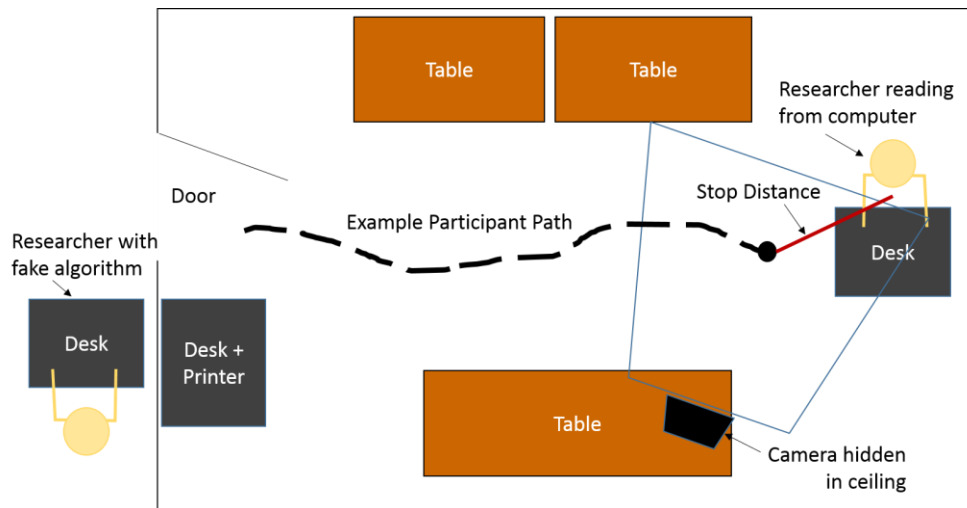 Table
Table
Researcher reading
from computer
Door
Stop Distance
Example Participant Path
Researcher with
fake algorithm
Desk
Desk
Desk +
Printer
Table
Camera hidden
in ceiling